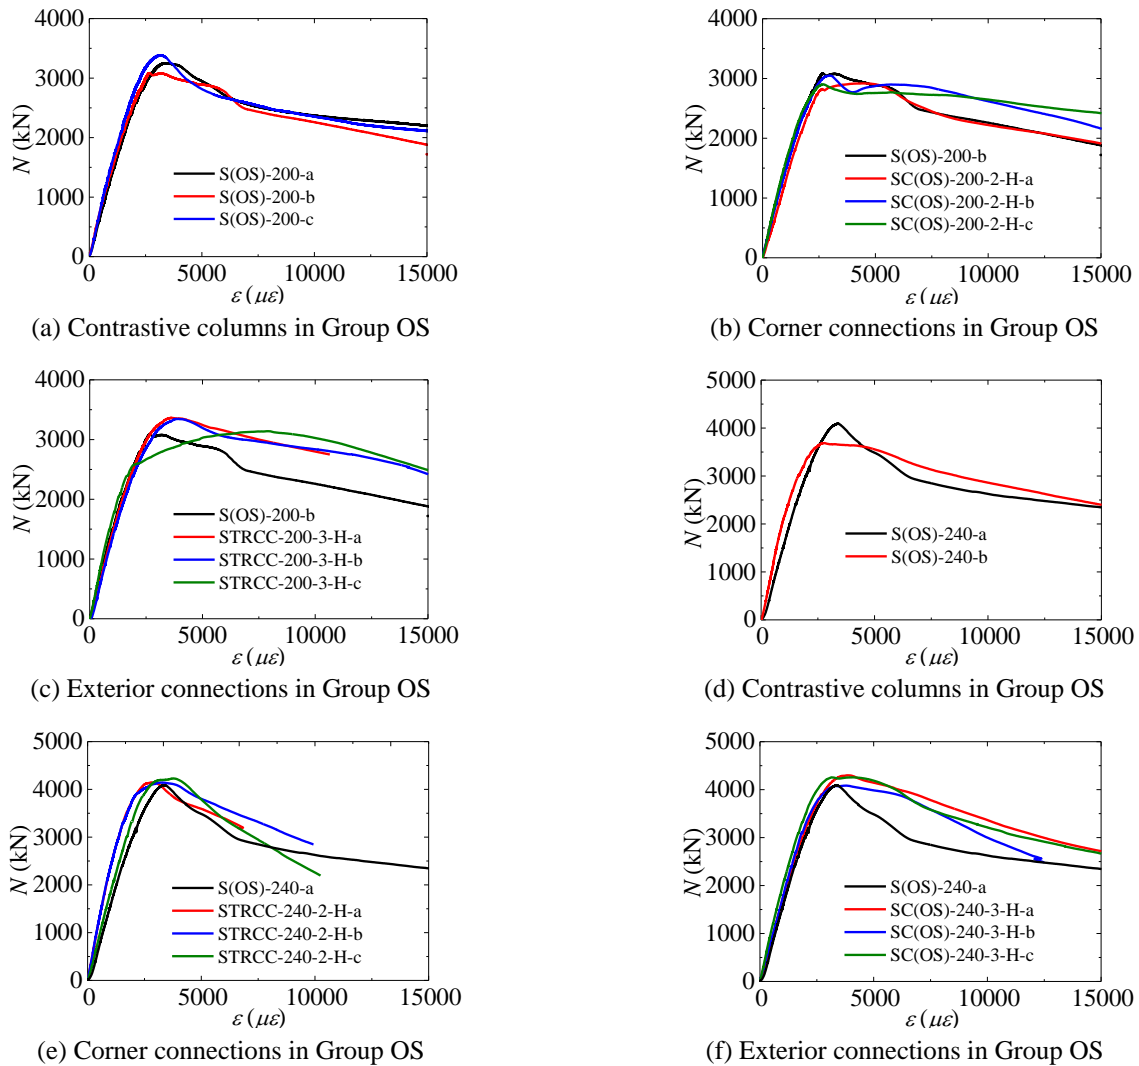 4000
3000
2000
1000
0
N (kN)
S(OS)-200-a
S(OS)-200-b
S(OS)-200-c
0 5000 10000 15000
ε (με)
(a) Contrastive columns in Group OS
4000
3000
2000
1000
0
N (kN)
S(OS)-200-b
SC(OS)-200-2-H-a
SC(OS)-200-2-H-b
SC(OS)-200-2-H-c
0 5000 10000 15000
ε (με)
(b) Corner connections in Group OS
4000
3000
2000
1000
0
N (kN)
S(OS)-200-b
STRCC-200-3-H-a
STRCC-200-3-H-b
STRCC-200-3-H-c
0 5000 10000 15000
ε (με)
(c) Exterior connections in Group OS
5000
4000
3000
2000
1000
0
N (kN)
S(OS)-240-a
S(OS)-240-b
0 5000 10000 15000
ε (με)
(d) Contrastive columns in Group OS
5000
4000
3000
2000
1000
0
N (kN)
S(OS)-240-a
STRCC-240-2-H-a
STRCC-240-2-H-b
STRCC-240-2-H-c
0 5000 10000 15000
ε (με)
(e) Corner connections in Group OS
5000
4000
3000
2000
1000
0
N (kN)
S(OS)-240-a
SC(OS)-240-3-H-a
SC(OS)-240-3-H-b
SC(OS)-240-3-H-c
0 5000 10000 15000
ε (με)
(f) Exterior connections in Group OS